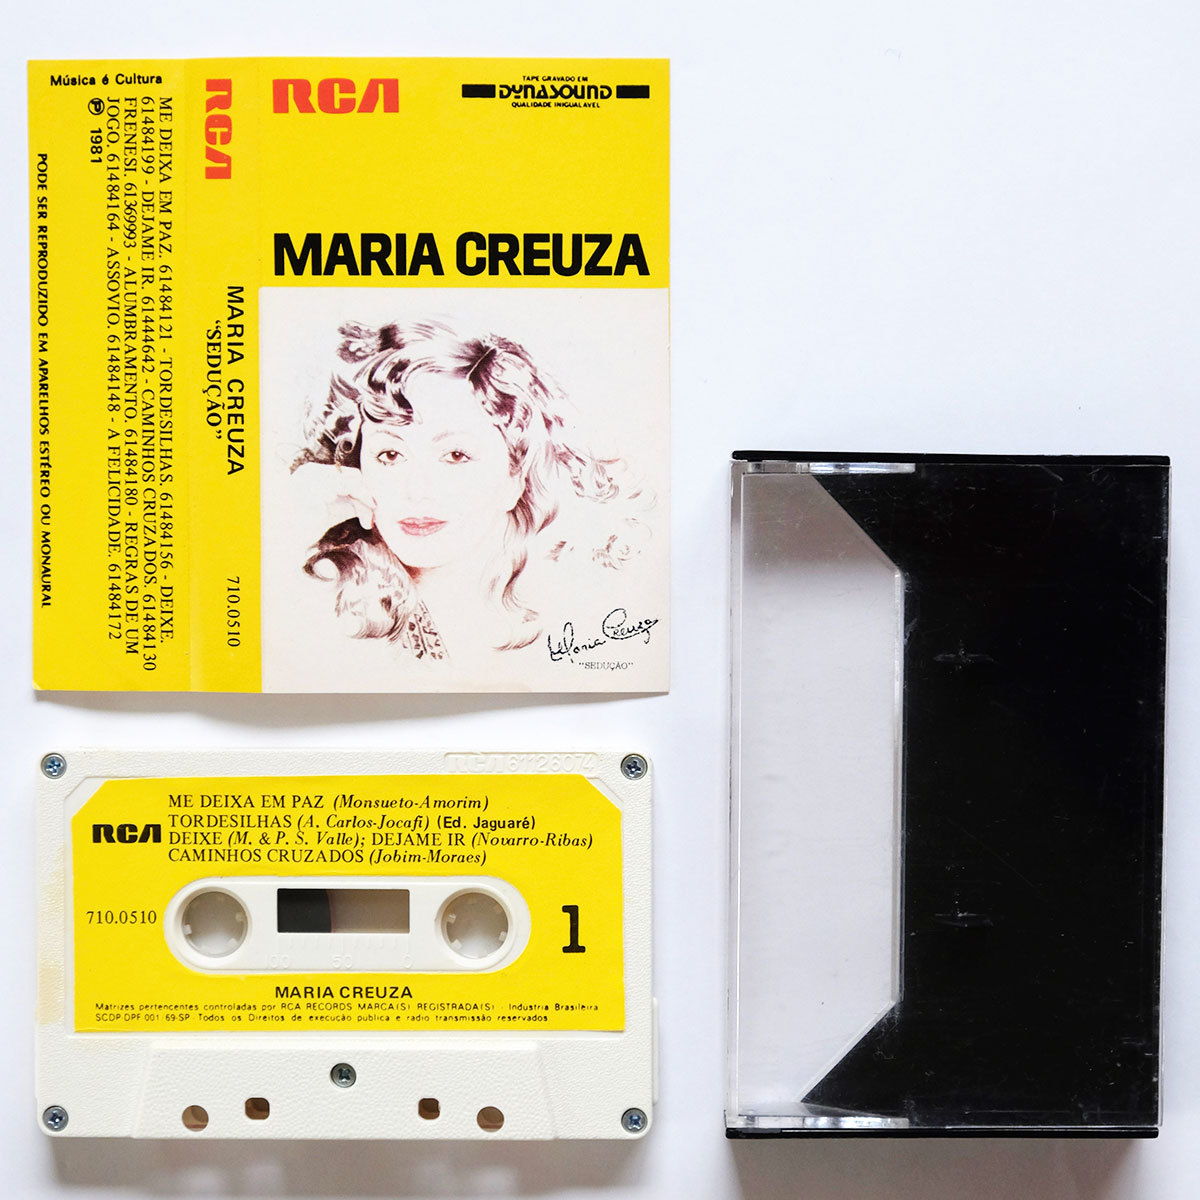 Música é Cultura
ME DEIXA EM PAZ. 61484121 - TORDESILHAS. 61484156 - DEIXE.
61484199 - DEJAME IR. 61444642 - CAMINHOS CRUZADOS. 61484130
FRENESI. 61369993 - ALUMBRAMENTO. 61484180 - REGRAS DE UM
JOGO. 61484164 - ASSOVIO. 61484148 - A FELICIDADE. 61484172
℗ 1981
PODE SER REPRODUZIDO EM APARELHOS ESTÉREO OU MONAURAL
RCA
MARIA CREUZA
“SEDUÇÃO”
710.0510
RCA
TAPE GRAVADO EM
DYNASOUND
QUALIDADE INIGUALAVEL
MARIA CREUZA
Maria Creuza
"SEDUÇÃO"
RCA 61126074
ME DEIXA EM PAZ (Monsueto-Amorim)
TORDESILHAS (A. Carlos-Jocafi) (Ed. Jaguaré)
DEIXE (M. & P. S. Valle); DEJAME IR (Novarro-Ribas)
CAMINHOS CRUZADOS (Jobim-Moraes)
RCA
710.0510
1
100 50 0
MARIA CREUZA
Matrizes pertencentes controladas por RCA RECORDS MARCA(S) REGISTRADA(S) - Industria Brasileira
SCDP-DPF 001/69-SP Todos os Direitos de execução publica e radio transmissão reservados